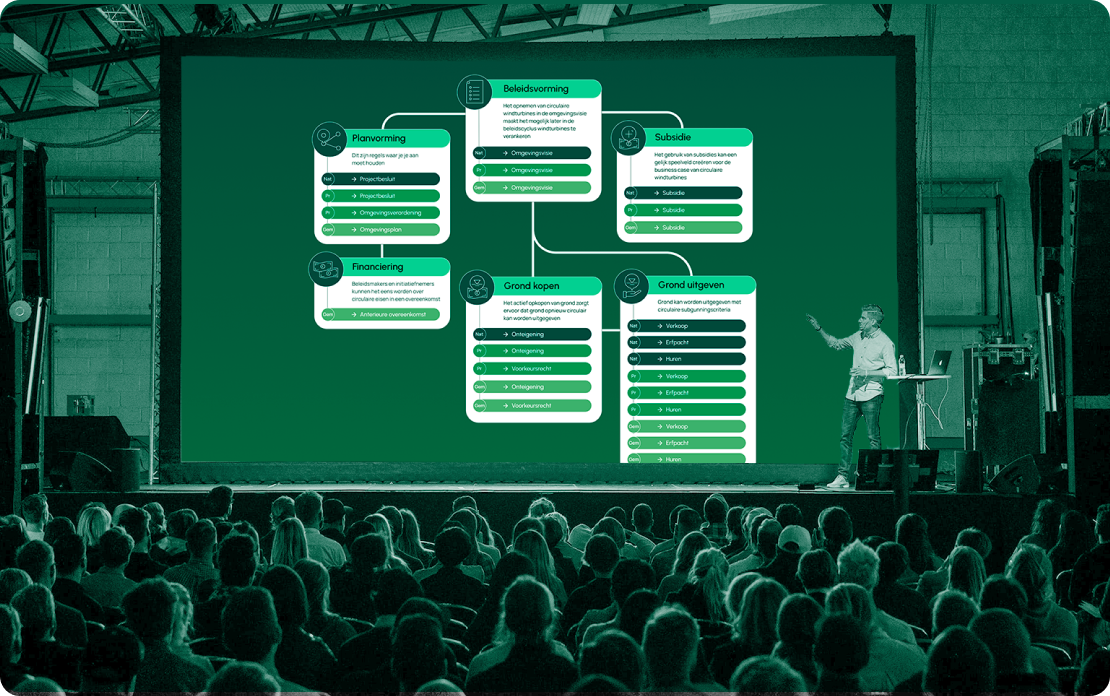 Beleidsvorming
Het opnemen van circulaire
windturbines in de omgevingsvisie
maakt het mogelijk later in de
beleidscyclus windturbines te
verankeren
Nat → Omgevingsvisie
Pr → Omgevingsvisie
Gem → Omgevingsvisie
Planvorming
Dit zijn regels waar je je aan
moet houden
Nat → Projectbesluit
Pr → Projectbesluit
Pr → Omgevingsverordening
Gem → Omgevingsplan
Subsidie
Het gebruik van subsidies kan een
gelijk speelveld creëren voor de
business case van circulaire
windturbines
Nat → Subsidie
Pr → Subsidie
Gem → Subsidie
Financiering
Beleidsmakers en initiatiefnemers
kunnen het eens worden over
circulaire eisen in een overeenkomst
Gem → Anterieure overeenkomst
Grond kopen
Het actief opkopen van grond zorgt
ervoor dat grond opnieuw circulair
kan worden uitgegeven
Nat → Onteigening
Pr → Onteigening
Pr → Voorkeursrecht
Gem → Onteigening
Gem → Voorkeursrecht
Grond uitgeven
Grond kan worden uitgegeven met
circulaire subgunningscriteria
Nat → Verkoop
Nat → Erfpacht
Nat → Huren
Pr → Verkoop
Pr → Erfpacht
Pr → Huren
Gem → Verkoop
Gem → Erfpacht
Gem → Huren